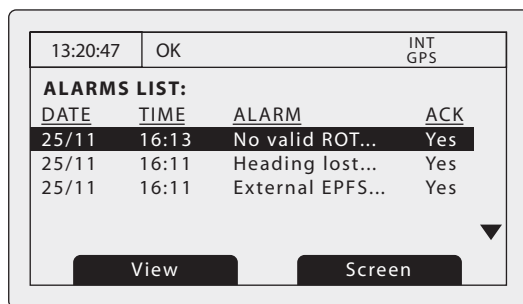 13:20:47 OK INT GPS
ALARMS LIST:
DATE TIME ALARM ACK
25/11 16:13 No valid ROT... Yes
25/11 16:11 Heading lost... Yes
25/11 16:11 External EPFS... Yes
View Screen